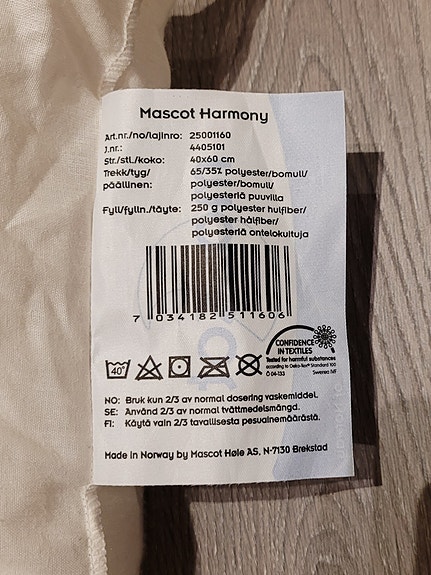 Mascot Harmony
Art.nr./no/lajinro: 25001160
J.nr.: 4405101
Str./stl./koko: 40x60 cm
Trekk/tyg/ 65/35% polyester/bomull/
päällinen: polyester/bomull/
polyesteriä puuvilla
Fyll/fylln./täyte: 250 g polyester hulfiber/
polyester hålfiber/
polyesteriä ontelokuituja
7 034182 511606
CONFIDENCE
IN TEXTILES
Tested for harmful substances
according to Oeko-Tex® Standard 100
04-133 Swerea IVF
40°
NO: Bruk kun 2/3 av normal dosering vaskemiddel.
SE: Använd 2/3 av normal tvättmedelsmängd.
FI: Käytä vain 2/3 tavallisesta pesuainemäärästä.
Made in Norway by Mascot Høie AS, N-7130 Brekstad